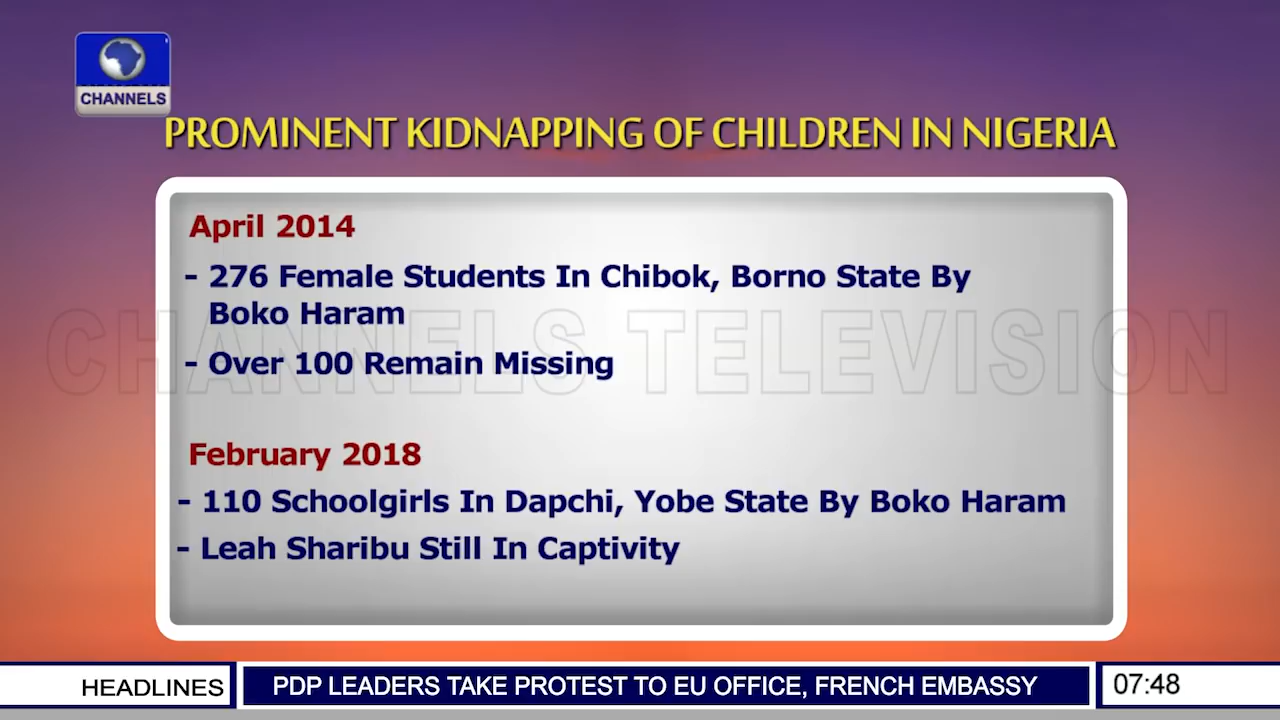 CHANNELS
PROMINENT KIDNAPPING OF CHILDREN IN NIGERIA
April 2014
- 276 Female Students In Chibok, Borno State By
Boko Haram
- Over 100 Remain Missing
CHANNELS TELEVISION
February 2018
- 110 Schoolgirls In Dapchi, Yobe State By Boko Haram
- Leah Sharibu Still In Captivity
HEADLINES
PDP LEADERS TAKE PROTEST TO EU OFFICE, FRENCH EMBASSY
07:48